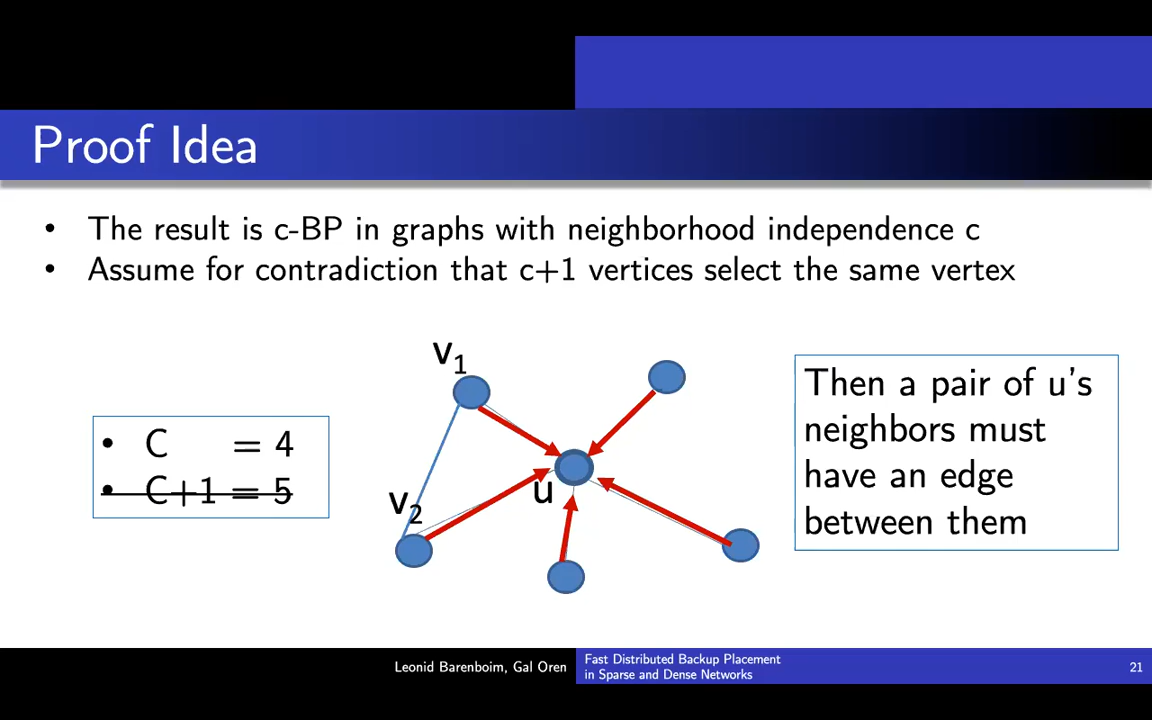 Proof Idea
• The result is c-BP in graphs with neighborhood independence c
• Assume for contradiction that c+1 vertices select the same vertex
v1
v2
u
• C = 4
• C+1 = 5
Then a pair of u's
neighbors must
have an edge
between them
Leonid Barenboim, Gal Oren
Fast Distributed Backup Placement
in Sparse and Dense Networks
21